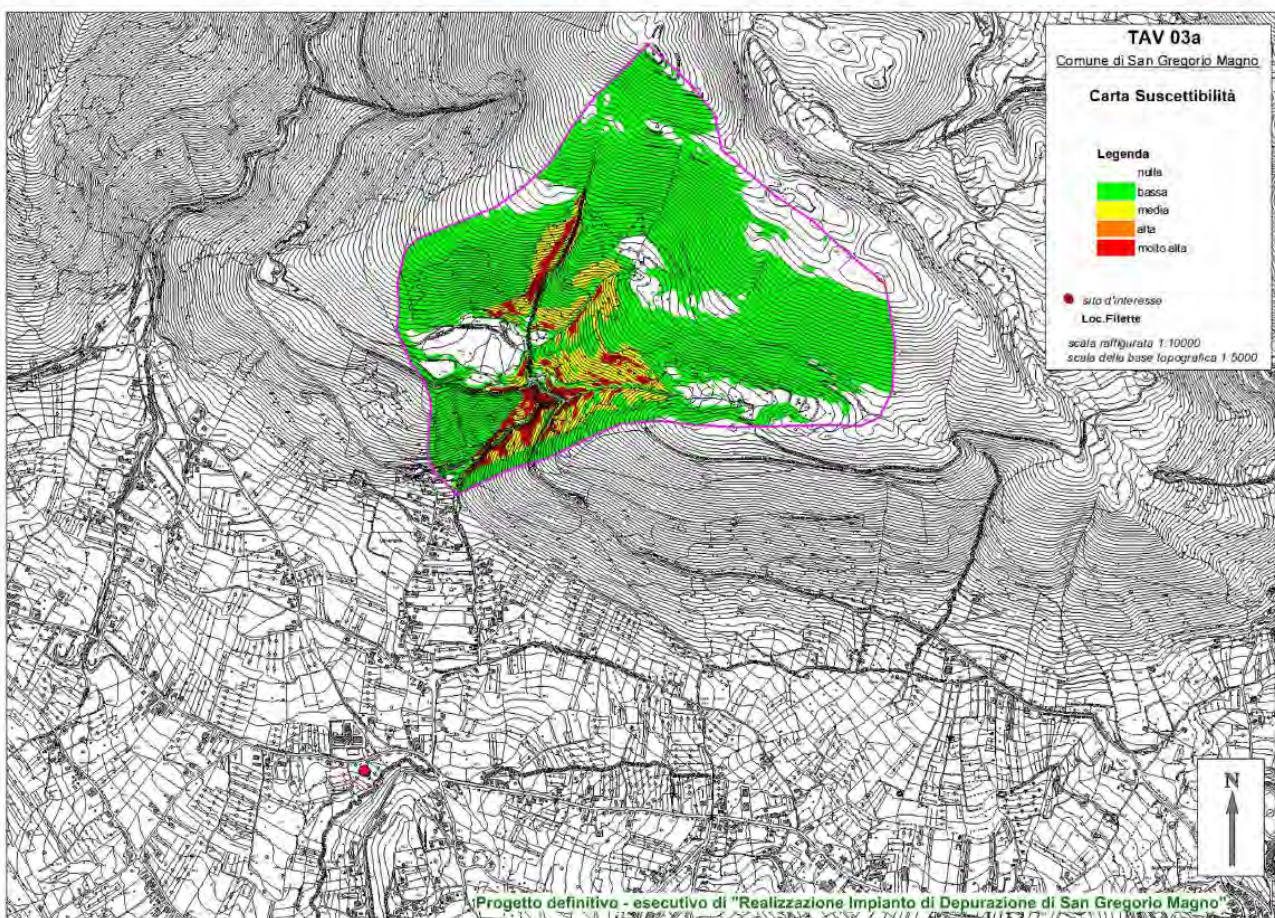 TAV 03a
Comune di San Gregorio Magno
Carta Suscettibilità
Legenda
nulla
bassa
media
alta
molto alta
sito d'interesse
Loc.Filette
scala raffigurata 1:10000
scala della base topografica 1:5000
N
Progetto definitivo - esecutivo di "Realizzazione Impianto di Depurazione di San Gregorio Magno"